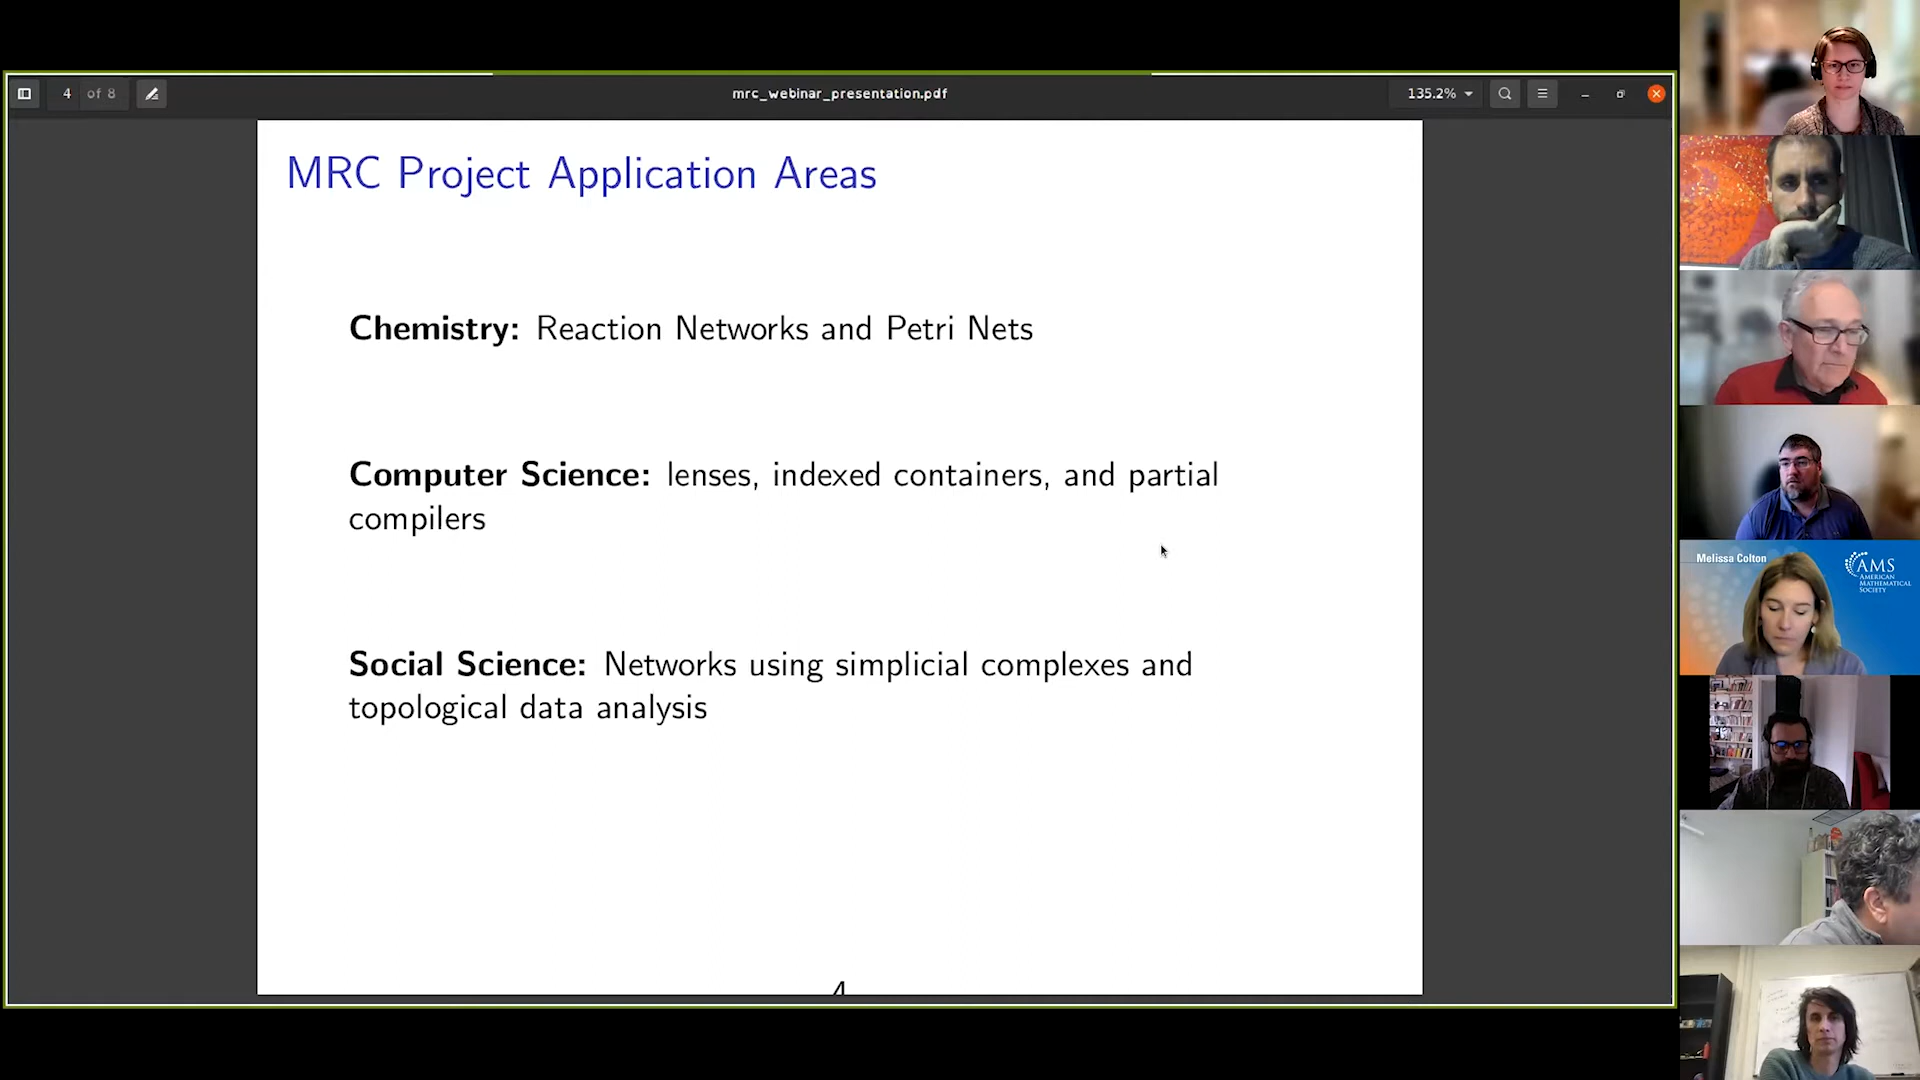 4 of 8
mrc_webinar_presentation.pdf
135.2%
MRC Project Application Areas
Chemistry: Reaction Networks and Petri Nets
Computer Science: lenses, indexed containers, and partial
compilers
Social Science: Networks using simplicial complexes and
topological data analysis
4
Melissa Colton
AMS
AMERICAN
MATHEMATICAL
SOCIETY